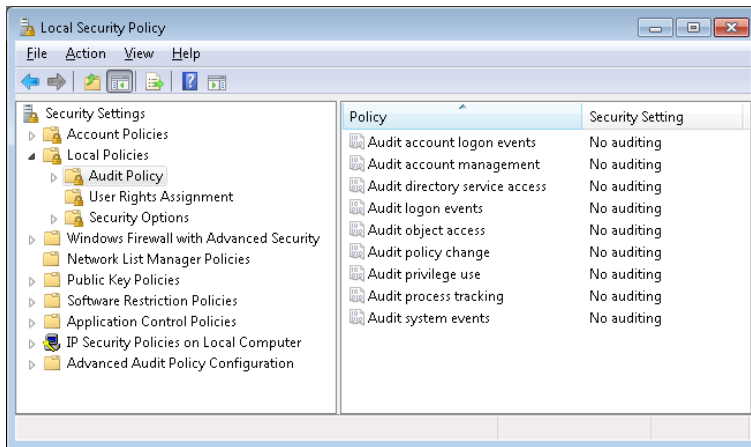 Local Security Policy
File Action View Help
Security Settings
Account Policies
Local Policies
Audit Policy
User Rights Assignment
Security Options
Windows Firewall with Advanced Security
Network List Manager Policies
Public Key Policies
Software Restriction Policies
Application Control Policies
IP Security Policies on Local Computer
Advanced Audit Policy Configuration
Policy Security Setting
Audit account logon events No auditing
Audit account management No auditing
Audit directory service access No auditing
Audit logon events No auditing
Audit object access No auditing
Audit policy change No auditing
Audit privilege use No auditing
Audit process tracking No auditing
Audit system events No auditing